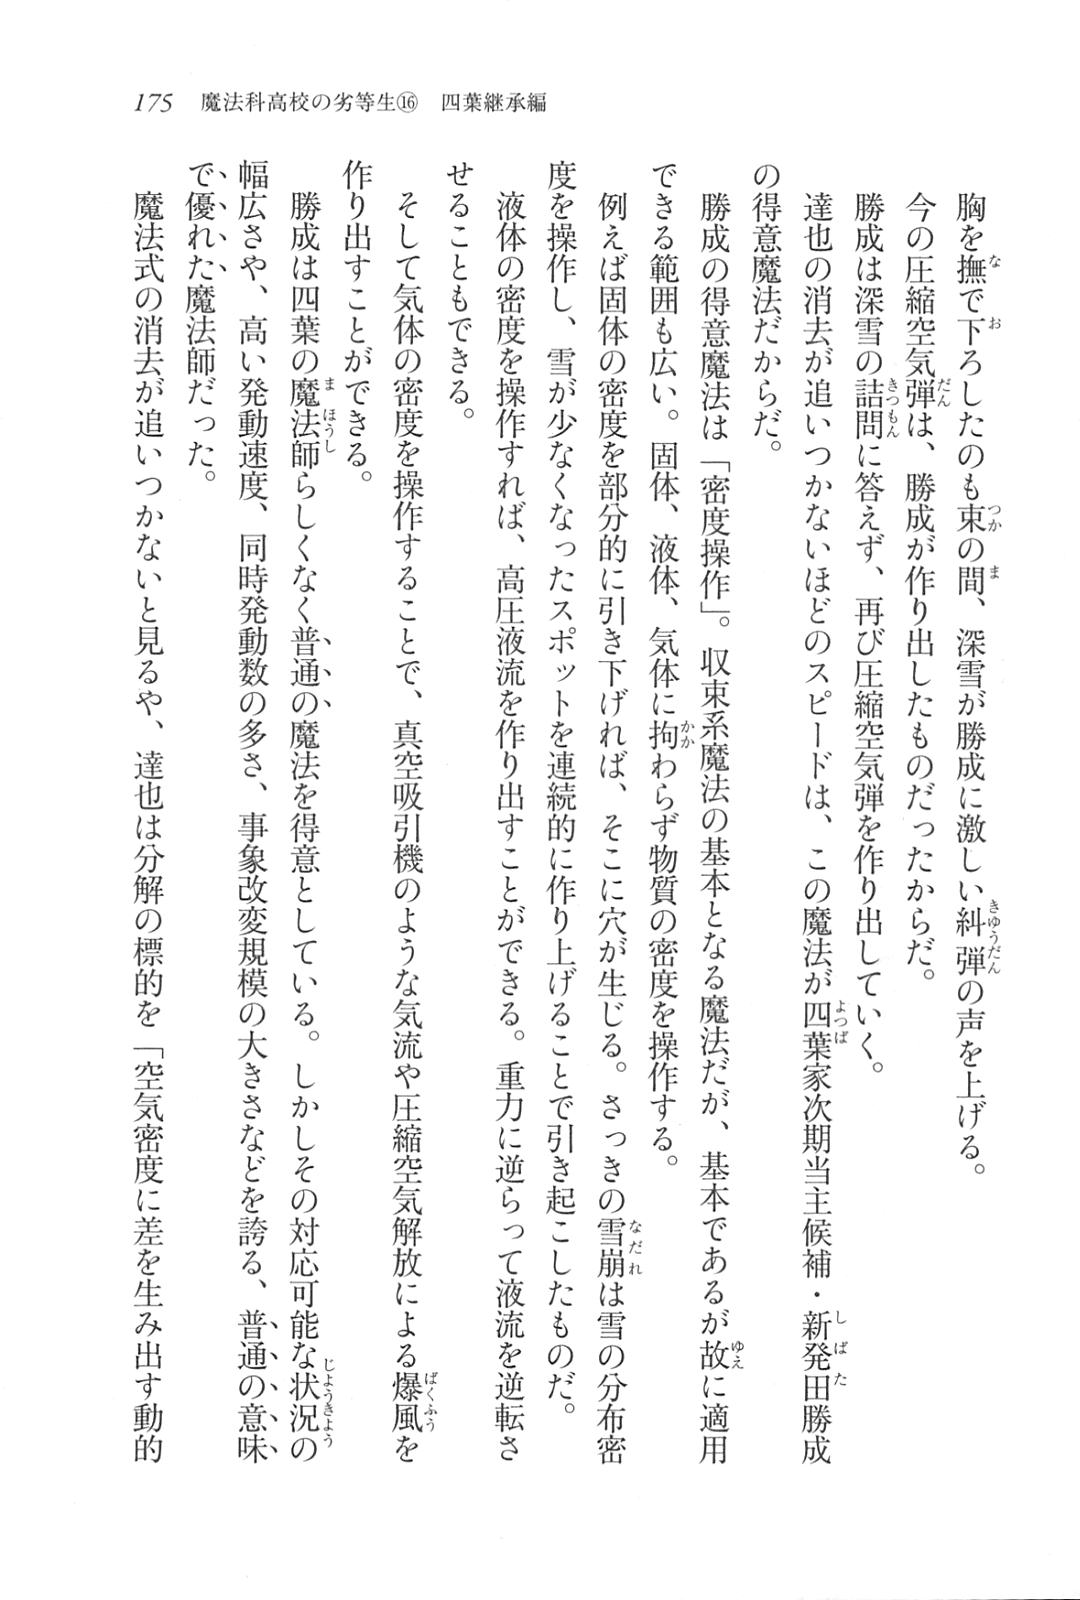 175　魔法科高校の劣等生⑯　四葉継承編
　胸を撫で下ろしたのも束の間、深雪が勝成に激しい糾弾の声を上げる。
　今の圧縮空気弾は、勝成が作り出したものだったからだ。
　勝成は深雪の詰問に答えず、再び圧縮空気弾を作り出していく。
　達也の消去が追いつかないほどのスピードは、この魔法が四葉家次期当主候補・新発田勝成
の得意魔法だからだ。
　勝成の得意魔法は「密度操作」。収束系魔法の基本となる魔法だが、基本であるが故に適用
できる範囲も広い。固体、液体、気体に拘わらず物質の密度を操作する。
　例えば固体の密度を部分的に引き下げれば、そこに穴が生じる。さっきの雪崩は雪の分布密
度を操作し、雪が少なくなったスポットを連続的に作り上げることで引き起こしたものだ。
　液体の密度を操作すれば、高圧液流を作り出すことができる。重力に逆らって液流を逆転さ
せることもできる。
　そして気体の密度を操作することで、真空吸引機のような気流や圧縮空気解放による爆風を
作り出すことができる。
　勝成は四葉の魔法師らしくなく普通の魔法を得意としている。しかしその対応可能な状況の
幅広さや、高い発動速度、同時発動数の多さ、事象改変規模の大きさなどを誇る、普通の意味
で優れた魔法師だった。
　魔法式の消去が追いつかないと見るや、達也は分解の標的を「空気密度に差を生み出す動的